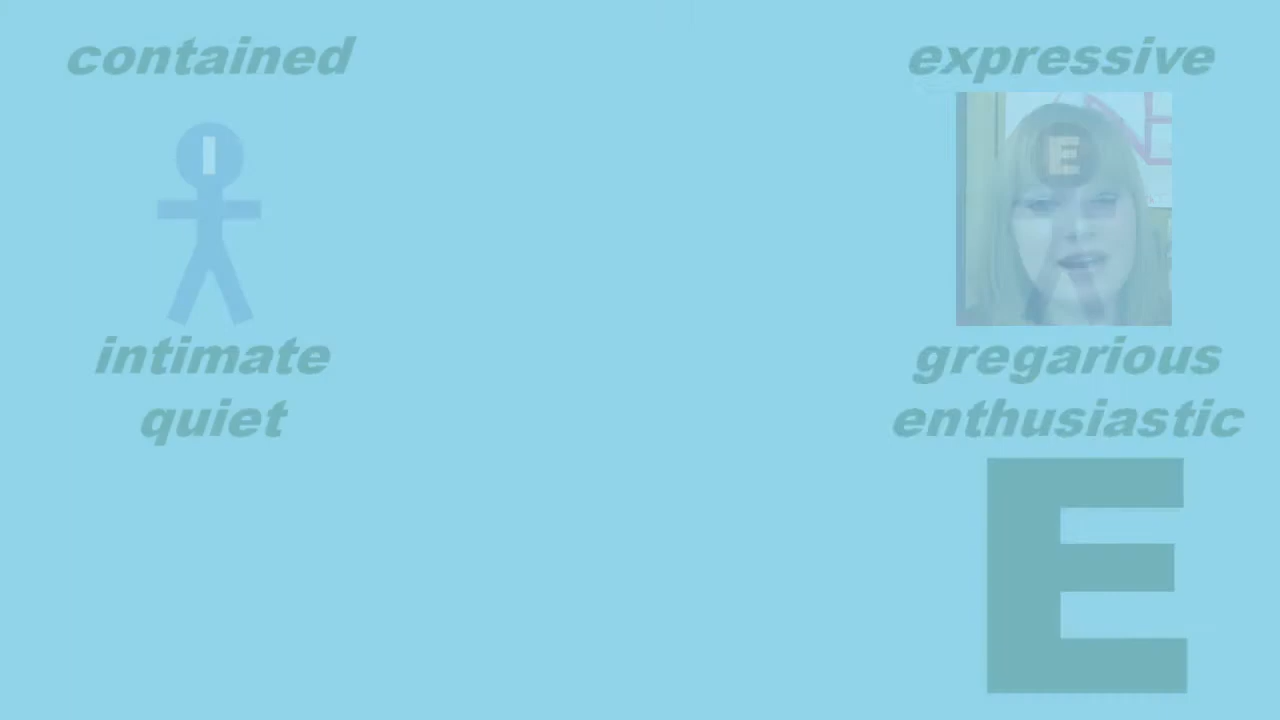 contained
I
intimate
quiet
expressive
E
gregarious
enthusiastic
E